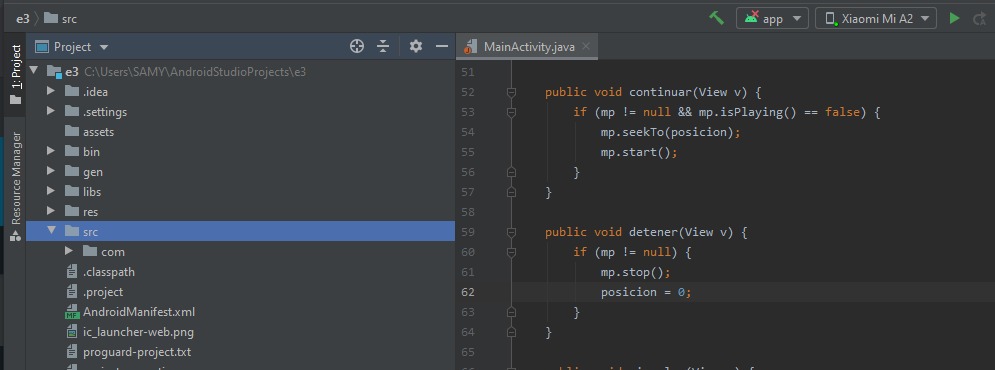 e3 src
app
Xiaomi Mi A2
1: Project
Resource Manager
Project
e3 C:\Users\SAMY\AndroidStudioProjects\e3
.idea
.settings
assets
bin
gen
libs
res
src
com
.classpath
.project
AndroidManifest.xml
ic_launcher-web.png
proguard-project.txt
MainActivity.java
51
52 public void continuar(View v) {
53 if (mp != null && mp.isPlaying() == false) {
54 mp.seekTo(posicion);
55 mp.start();
56 }
57 }
58
59 public void detener(View v) {
60 if (mp != null) {
61 mp.stop();
62 posicion = 0;
63 }
64 }
65